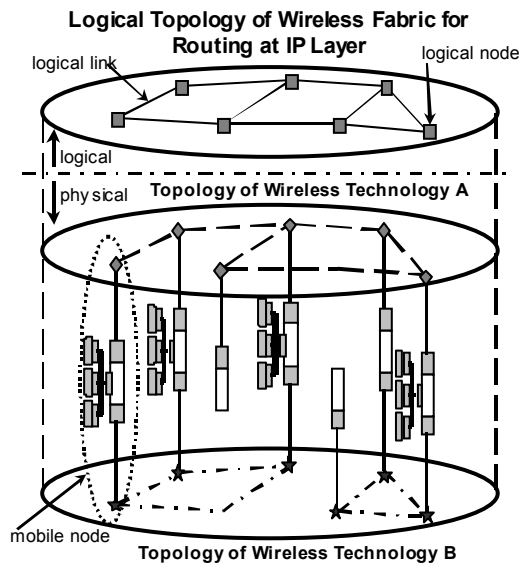 Logical Topology of Wireless Fabric for
Routing at IP Layer
logical link
logical node
logical
physical
Topology of Wireless Technology A
mobile node
Topology of Wireless Technology B